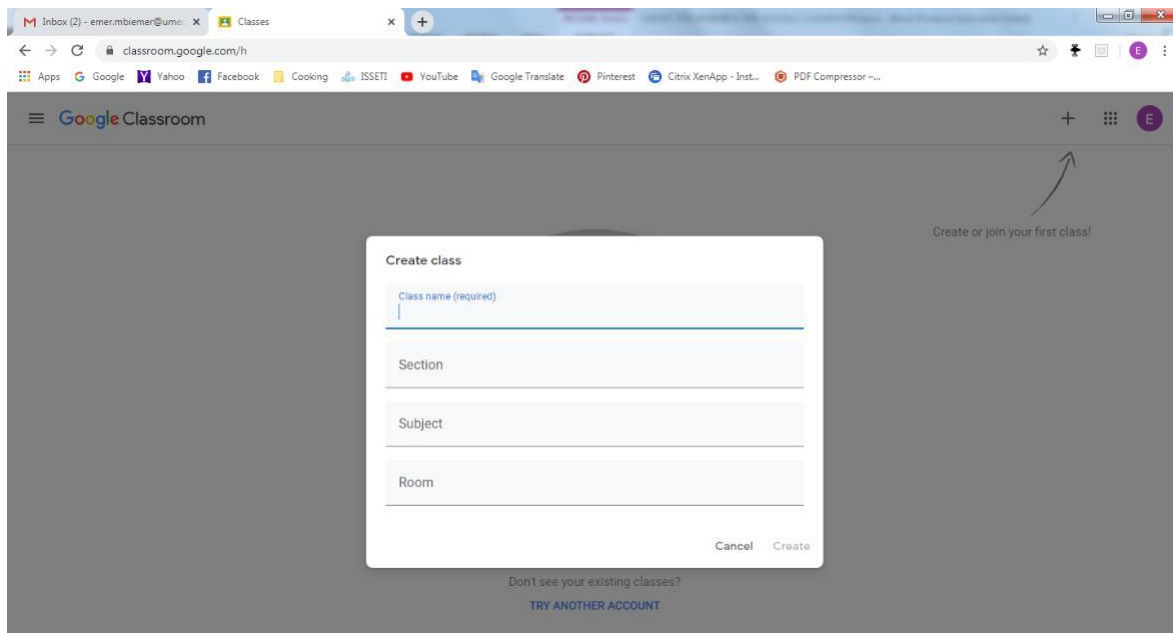 Inbox (2) - emer.mbiemer@umed
Classes
classroom.google.com/h
E
Apps
Google
Yahoo
Facebook
Cooking
ISSETI
YouTube
Google Translate
Pinterest
Citrix XenApp - Inst...
PDF Compressor –...
Google Classroom
E
Create or join your first class!
Create class
Class name (required)
Section
Subject
Room
Cancel Create
Don't see your existing classes?
TRY ANOTHER ACCOUNT